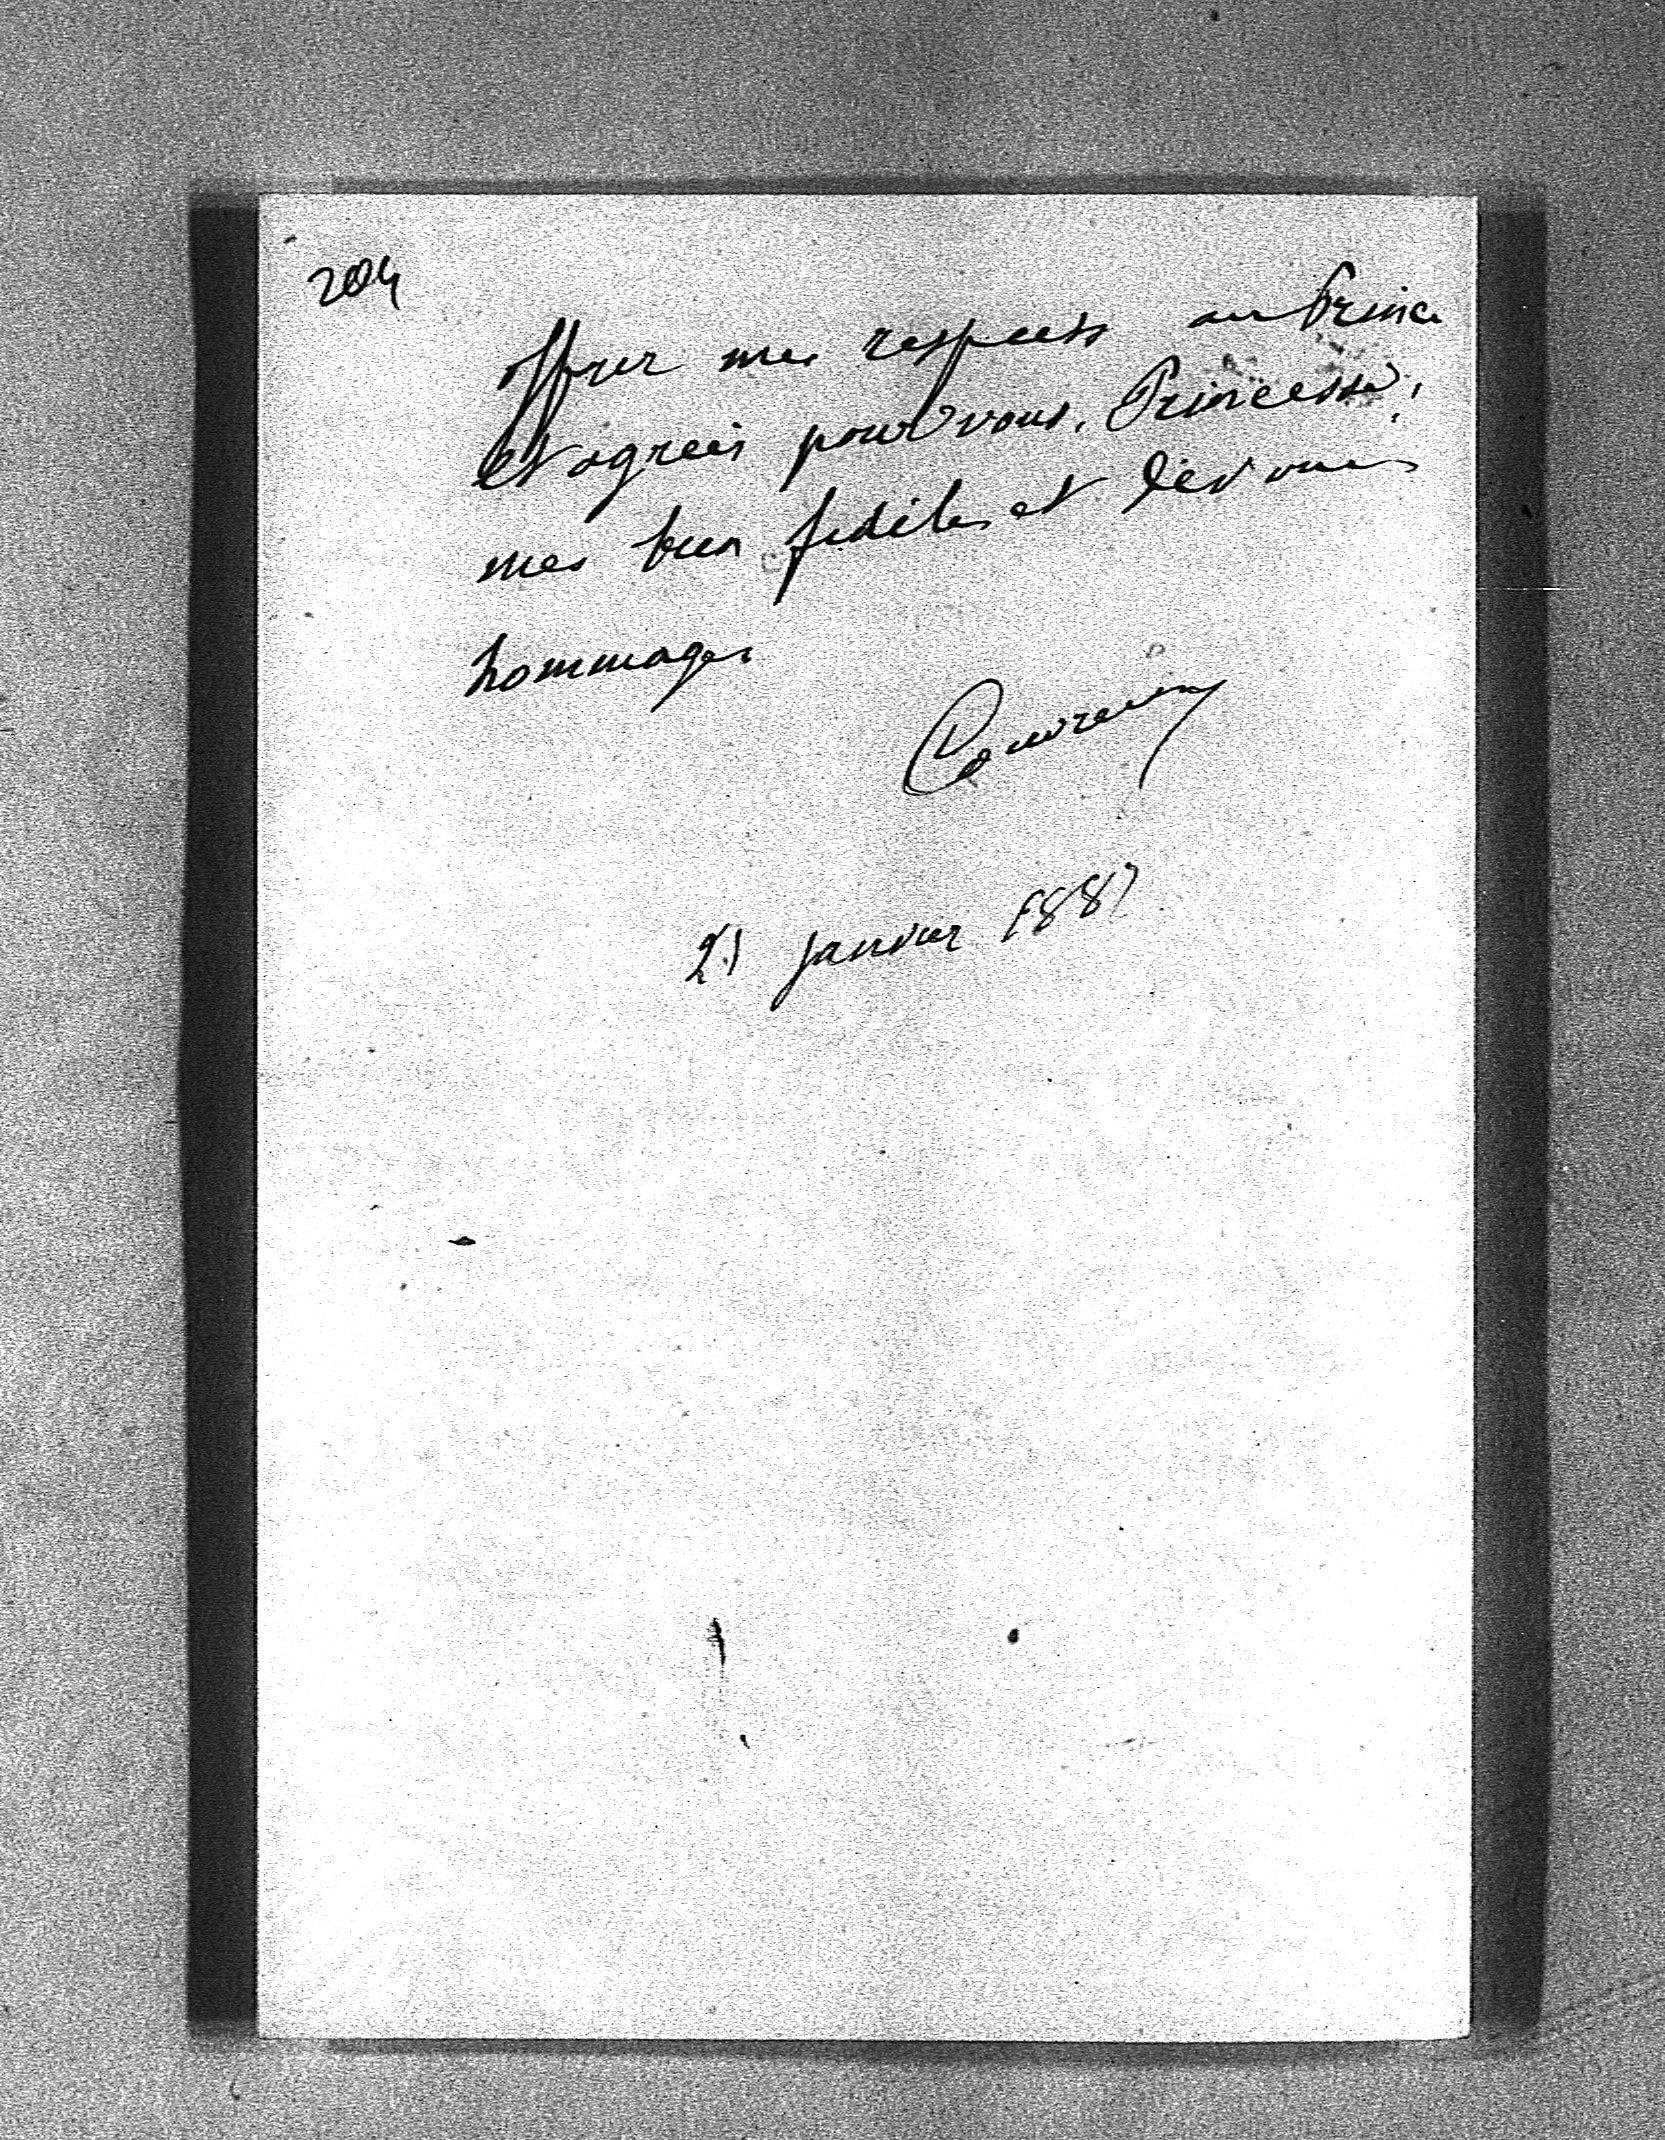 204
offrez mes respects au Prince
et agréez pour vous, Princesse,
mes bien fidèles et dévoués
hommages
21 janvier 1887